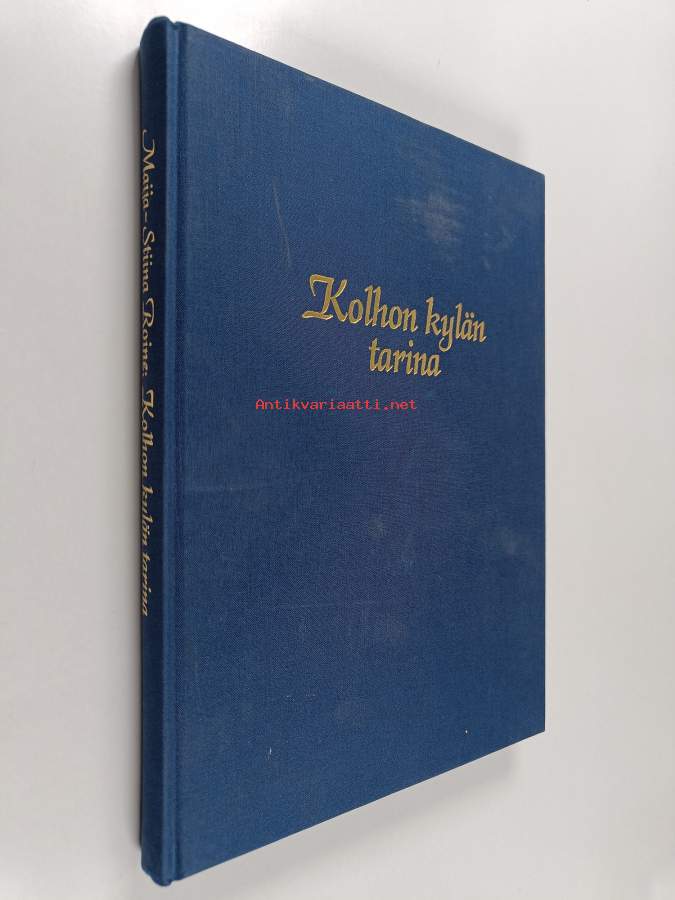 Maija-Stiina Roine: Kolhon kylän tarina
Kolhon kylän
tarina
Antikvariaatti.net